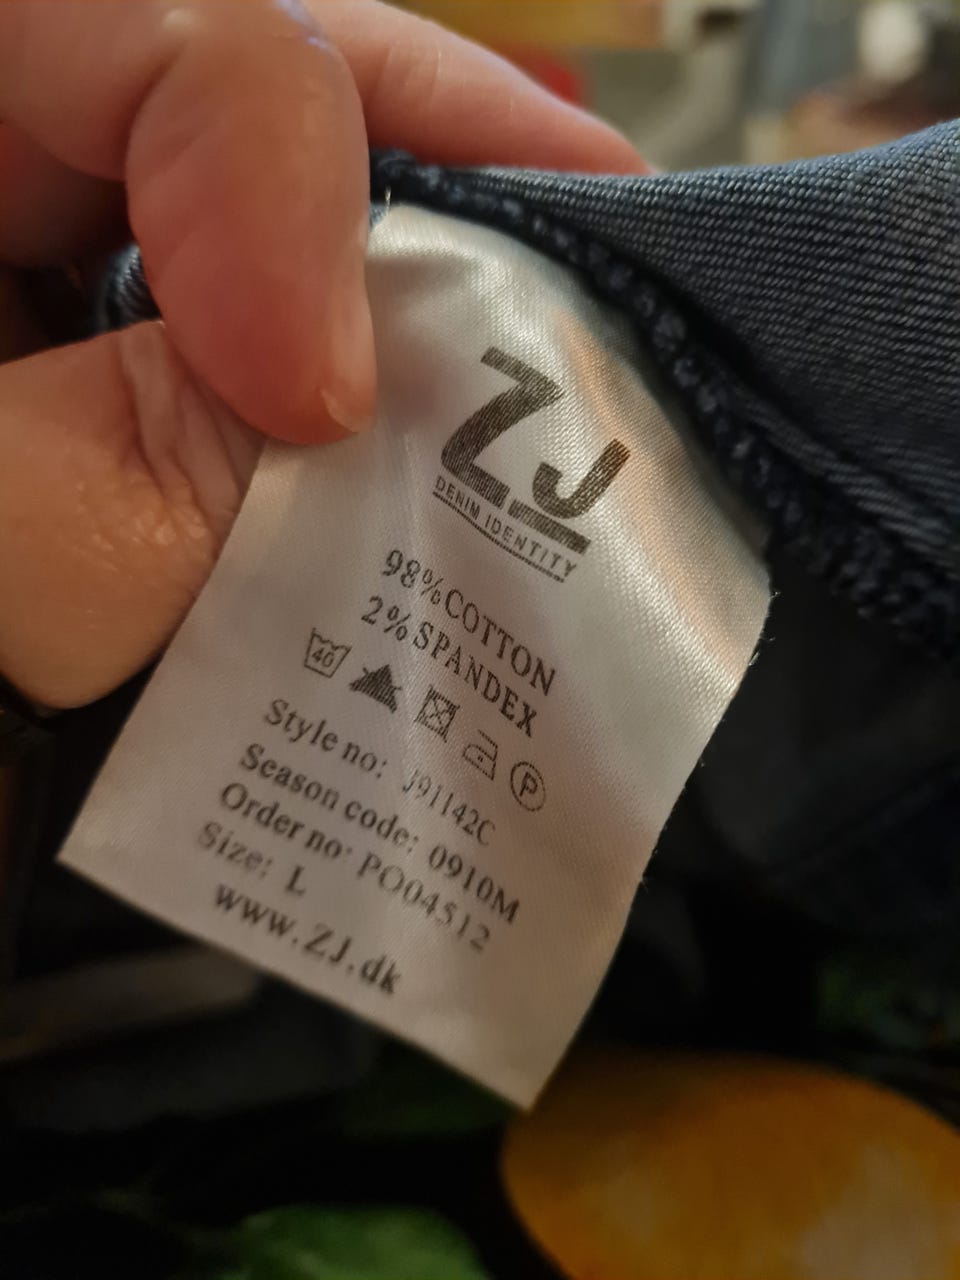 ZJ
DENIM IDENTITY
98% COTTON
2% SPANDEX
40 P
Style no: J91142C
Season code: 0910M
Order no: PO04512
Size: L
www.ZJ.dk